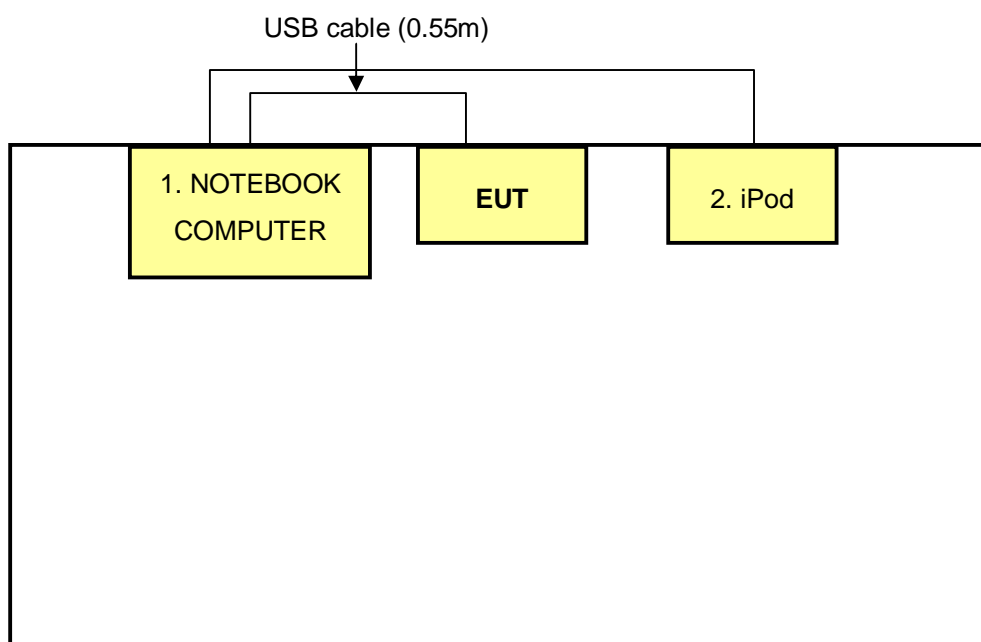 USB cable (0.55m)
1. NOTEBOOK
COMPUTER
EUT
2. iPod